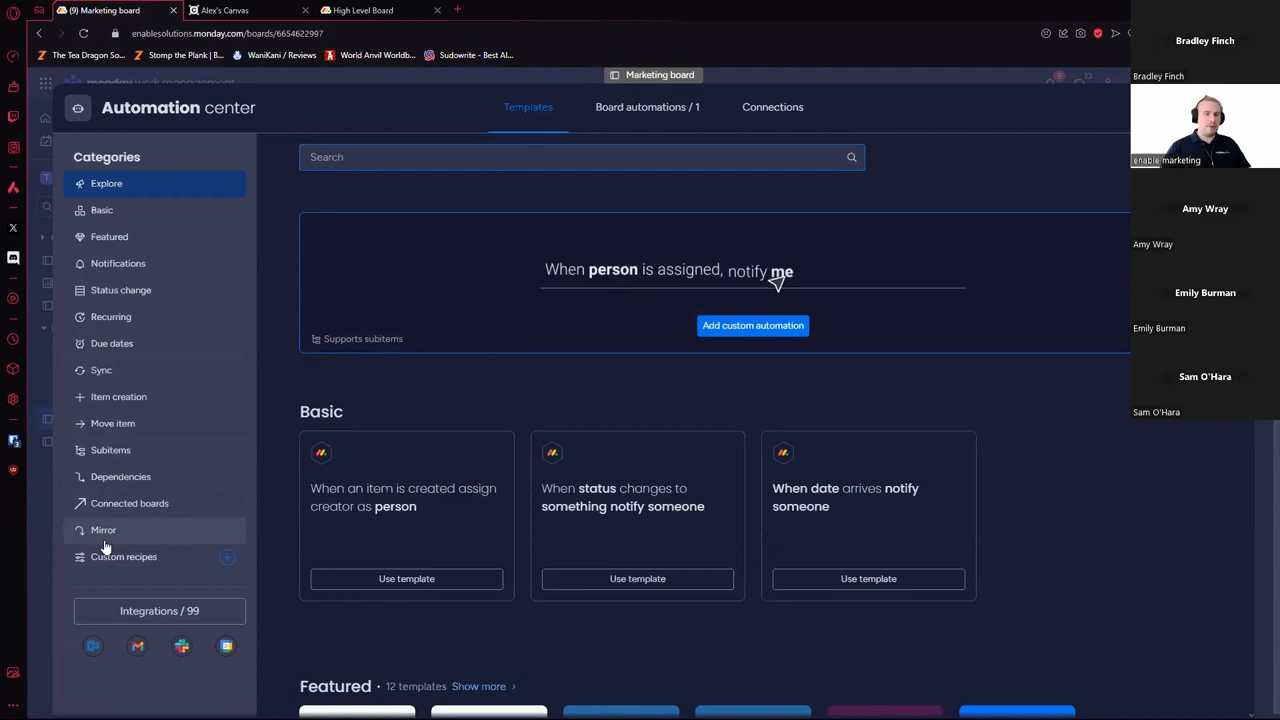 (9) Marketing board
Alex's Canvas
High Level Board
enablesolutions.monday.com/boards/6654622997
The Tea Dragon So...
Stomp the Plank | B...
WaniKani / Reviews
World Anvil Worldb...
Sudowrite - Best AI...
monday work management
Marketing board
9
33
Automation center
Templates
Board automations / 1
Connections
Categories
Explore
Basic
Featured
Notifications
Status change
Recurring
Due dates
Sync
Item creation
Move item
Subitems
Dependencies
Connected boards
Mirror
Custom recipes
Integrations / 99
Search
When person is assigned, notify me
Add custom automation
Supports subitems
Basic
When an item is created assign
creator as person
Use template
When status changes to
something notify someone
Use template
When date arrives notify
someone
Use template
Featured • 12 templates Show more >
Bradley Finch
Bradley Finch
enable marketing
Amy Wray
Amy Wray
Emily Burman
Emily Burman
Sam O'Hara
Sam O'Hara